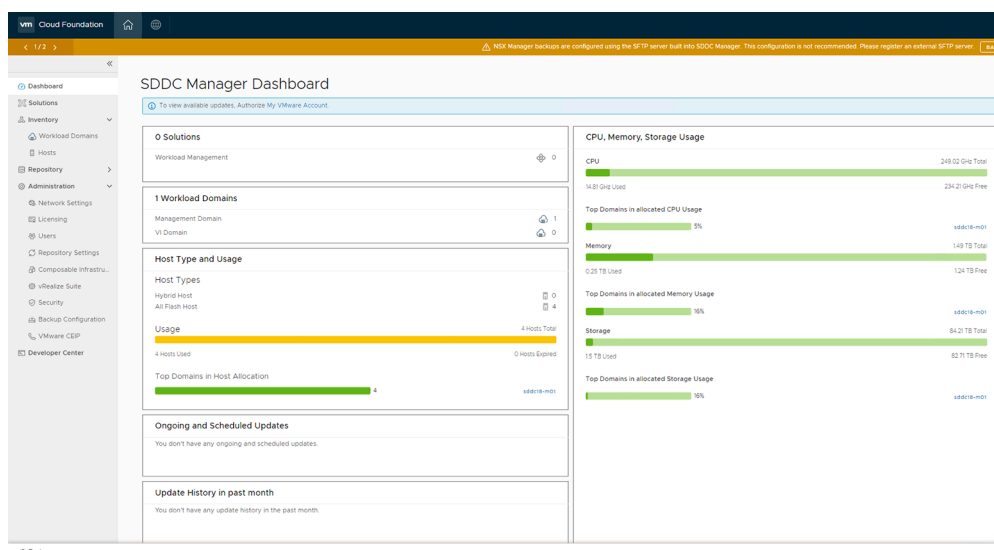 vm Cloud Foundation
1/2
NSX Manager backups are configured using the SFTP server built into SDDC Manager. This configuration is not recommended. Please register an external SFTP server.
Dashboard
Solutions
Inventory
Workload Domains
Hosts
Repository
Administration
Network Settings
Licensing
Users
Repository Settings
Composable Infrastru...
vRealize Suite
Security
Backup Configuration
VMware CEIP
Developer Center
SDDC Manager Dashboard
To view available updates, Authorize My VMware Account.
0 Solutions
Workload Management 0
1 Workload Domains
Management Domain 1
VI Domain 0
Host Type and Usage
Host Types
Hybrid Host 0
All Flash Host 4
Usage 4 Hosts Total
4 Hosts Used 0 Hosts Expired
Top Domains in Host Allocation
4 sddc18-m01
Ongoing and Scheduled Updates
You don't have any ongoing and scheduled updates.
Update History in past month
You don't have any update history in the past month.
CPU, Memory, Storage Usage
CPU 249.02 GHz Total
14.81 GHz Used 234.21 GHz Free
Top Domains in allocated CPU Usage
5% sddc18-m01
Memory 1.49 TB Total
0.25 TB Used 1.24 TB Free
Top Domains in allocated Memory Usage
16% sddc18-m01
Storage 84.21 TB Total
1.5 TB Used 82.71 TB Free
Top Domains in allocated Storage Usage
16% sddc18-m01